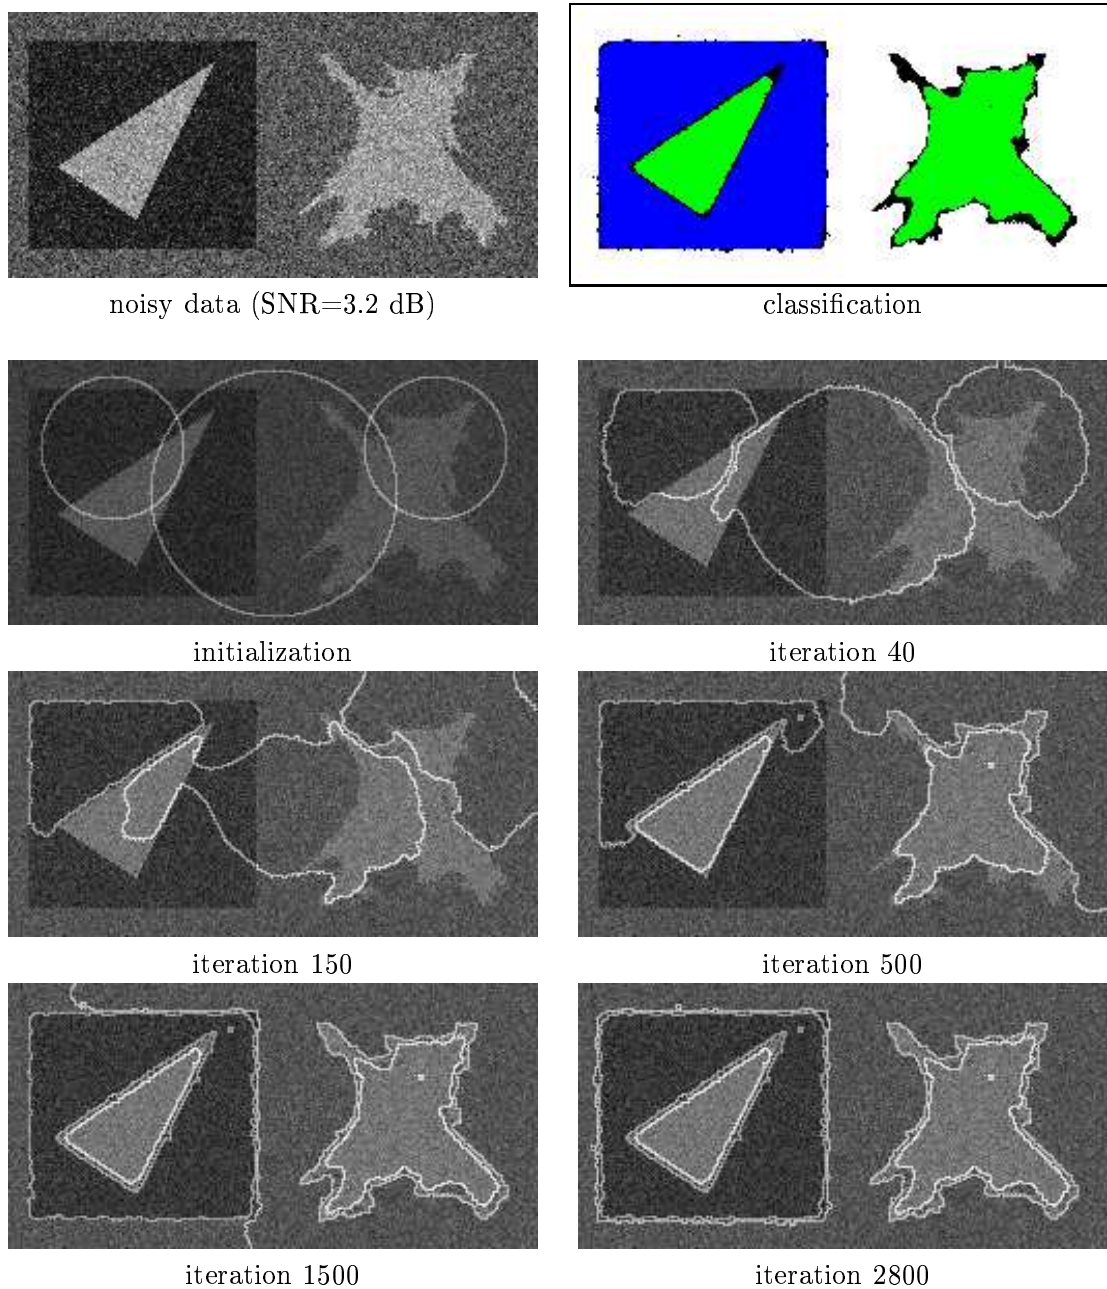 noisy data (SNR=3.2 dB)
classification
initialization
iteration 40
iteration 150
iteration 500
iteration 1500
iteration 2800